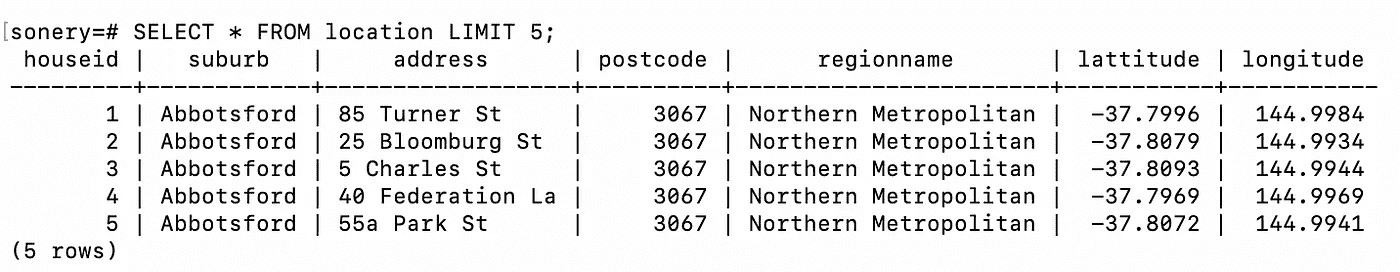 [sonery=# SELECT * FROM location LIMIT 5;
 houseid |   suburb   |     address      | postcode |      regionname       | lattitude | longitude
---------+------------+------------------+----------+-----------------------+-----------+-----------
       1 | Abbotsford | 85 Turner St     |     3067 | Northern Metropolitan |  -37.7996 |  144.9984
       2 | Abbotsford | 25 Bloomburg St  |     3067 | Northern Metropolitan |  -37.8079 |  144.9934
       3 | Abbotsford | 5 Charles St     |     3067 | Northern Metropolitan |  -37.8093 |  144.9944
       4 | Abbotsford | 40 Federation La |     3067 | Northern Metropolitan |  -37.7969 |  144.9969
       5 | Abbotsford | 55a Park St      |     3067 | Northern Metropolitan |  -37.8072 |  144.9941
(5 rows)